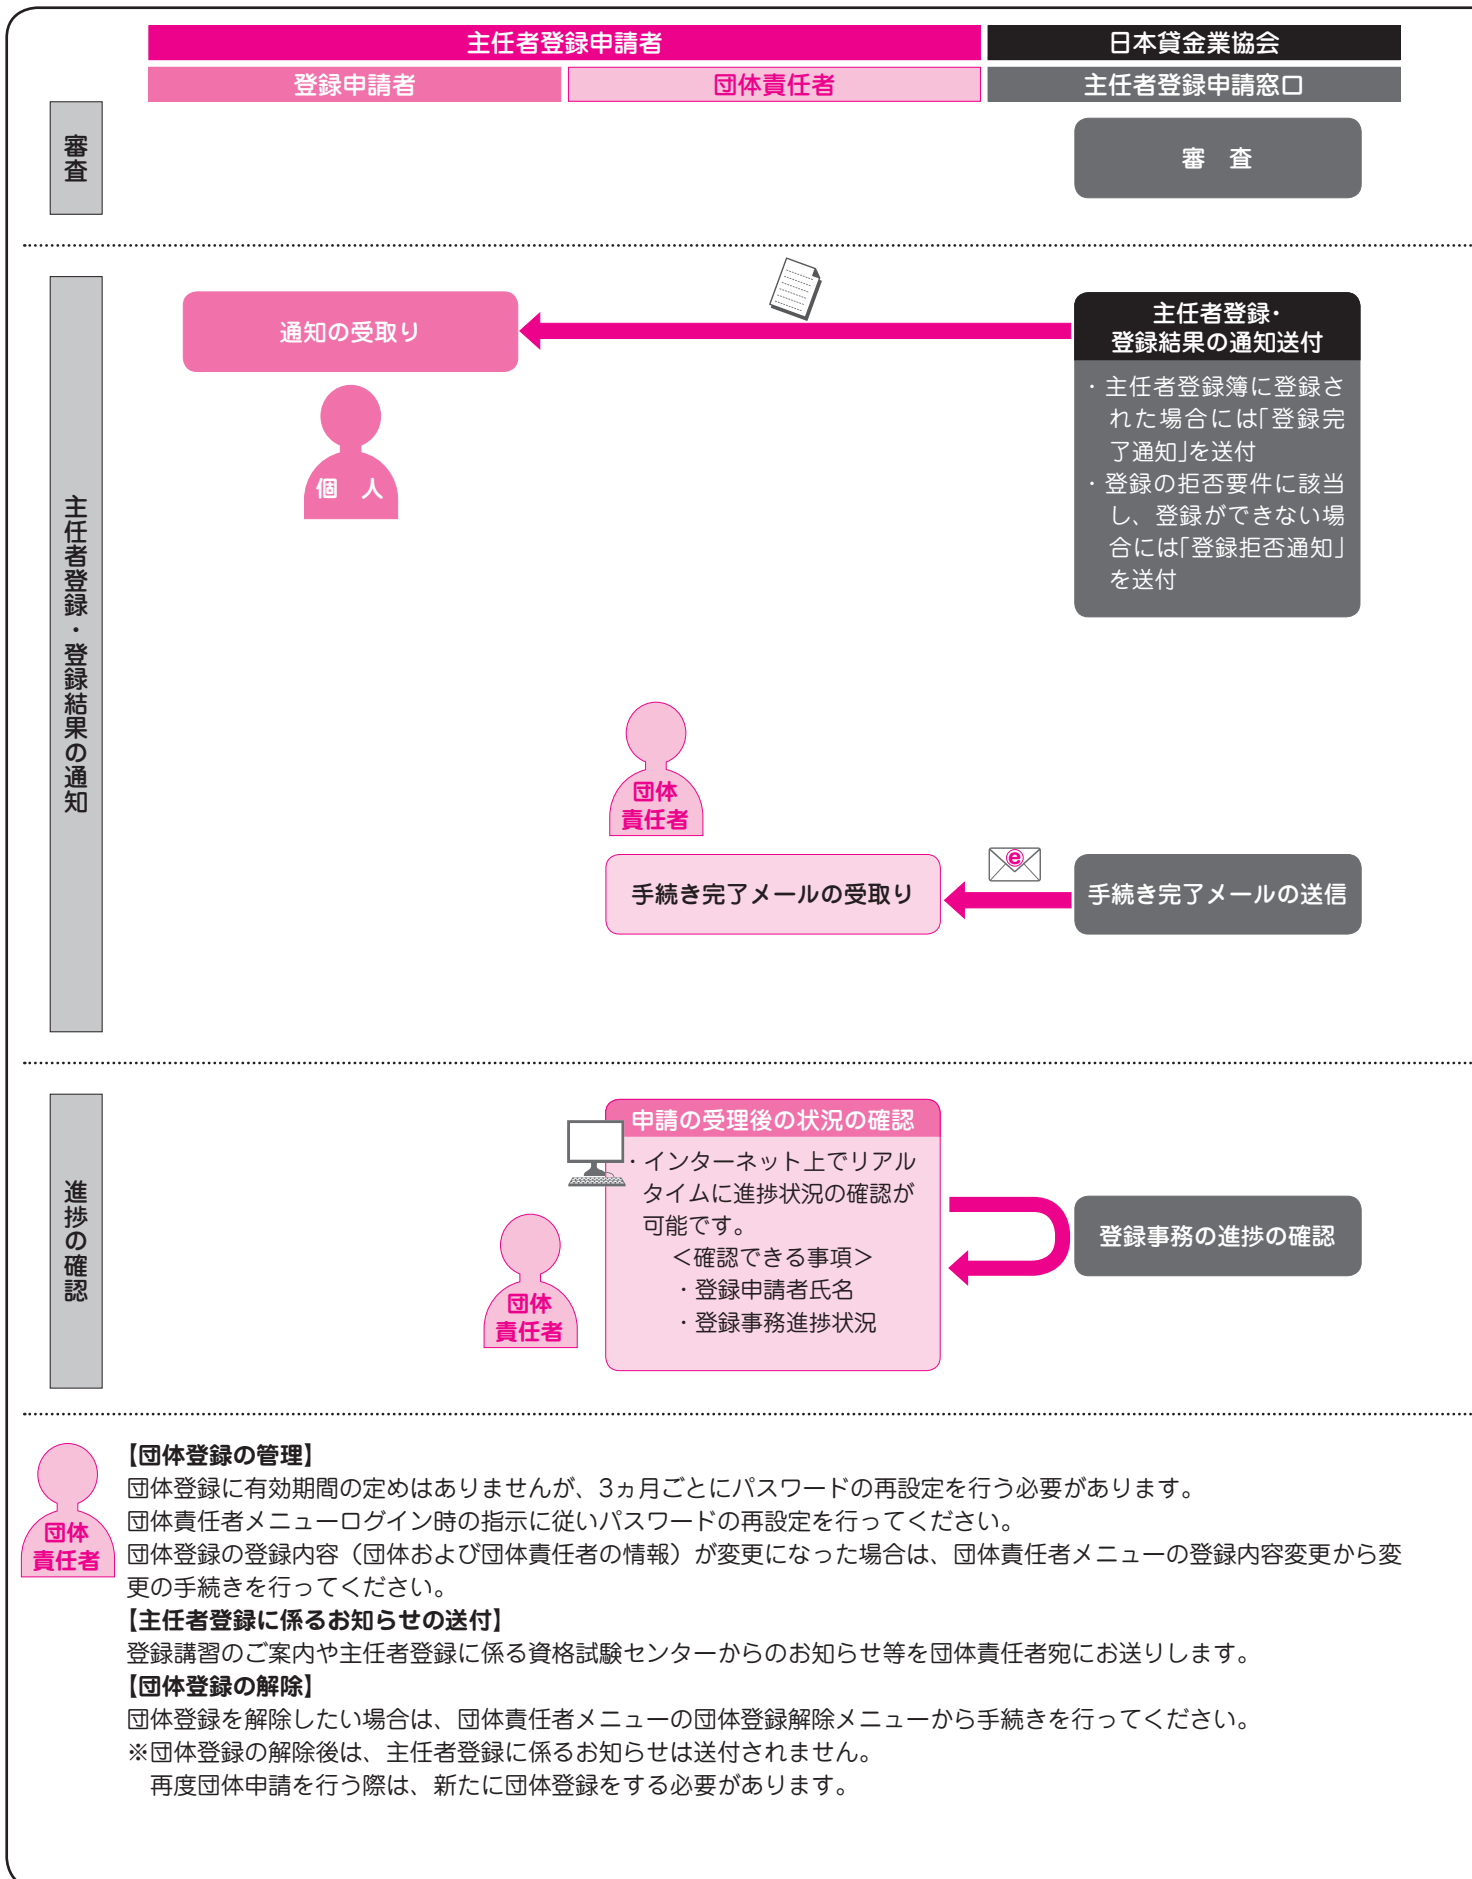 主任者登録申請者
日本貸金業協会
登録申請者
団体責任者
主任者登録申請窓口
審査
審　査
主任者登録・登録結果の通知
通知の受取り
個　人
主任者登録・
登録結果の通知送付
・主任者登録簿に登録さ
れた場合には「登録完
了通知」を送付
・登録の拒否要件に該当
し、登録ができない場
合には「登録拒否通知」
を送付
団体
責任者
手続き完了メールの受取り
e
手続き完了メールの送信
進捗の確認
申請の受理後の状況の確認
・インターネット上でリアル
タイムに進捗状況の確認が
可能です。
＜確認できる事項＞
・登録申請者氏名
・登録事務進捗状況
団体
責任者
登録事務の進捗の確認
団体
責任者
【団体登録の管理】
団体登録に有効期間の定めはありませんが、3ヵ月ごとにパスワードの再設定を行う必要があります。
団体責任者メニューログイン時の指示に従いパスワードの再設定を行ってください。
団体登録の登録内容（団体および団体責任者の情報）が変更になった場合は、団体責任者メニューの登録内容変更から変
更の手続きを行ってください。
【主任者登録に係るお知らせの送付】
登録講習のご案内や主任者登録に係る資格試験センターからのお知らせ等を団体責任者宛にお送りします。
【団体登録の解除】
団体登録を解除したい場合は、団体責任者メニューの団体登録解除メニューから手続きを行ってください。
※団体登録の解除後は、主任者登録に係るお知らせは送付されません。
再度団体申請を行う際は、新たに団体登録をする必要があります。